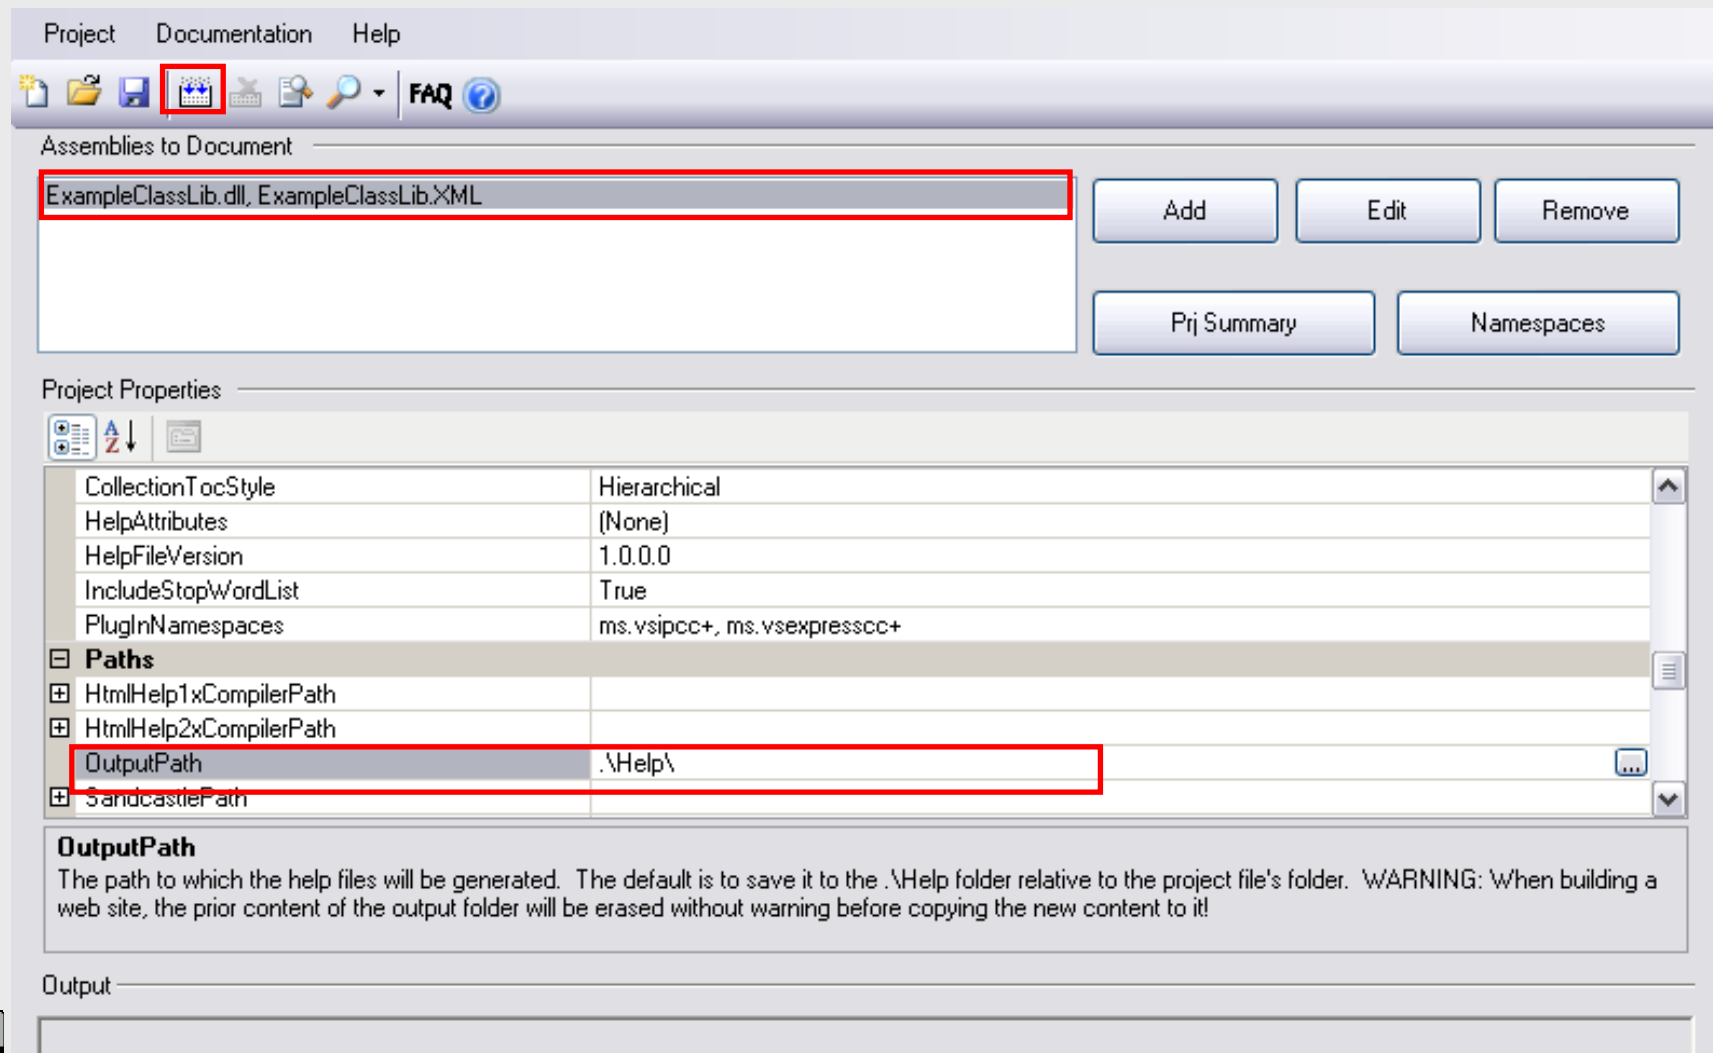 Project Documentation Help
FAQ
Assemblies to Document
ExampleClassLib.dll, ExampleClassLib.XML
Add Edit Remove
Prj Summary Namespaces
Project Properties
CollectionTocStyle Hierarchical
HelpAttributes (None)
HelpFileVersion 1.0.0.0
IncludeStopWordList True
PlugInNamespaces ms.vsipcc+, ms.vsexpresscc+
Paths
HtmlHelp1xCompilerPath
HtmlHelp2xCompilerPath
OutputPath .\Help\ ...
SandcastlePath
OutputPath
The path to which the help files will be generated. The default is to save it to the .\Help folder relative to the project file's folder. WARNING: When building a
web site, the prior content of the output folder will be erased without warning before copying the new content to it!
Output